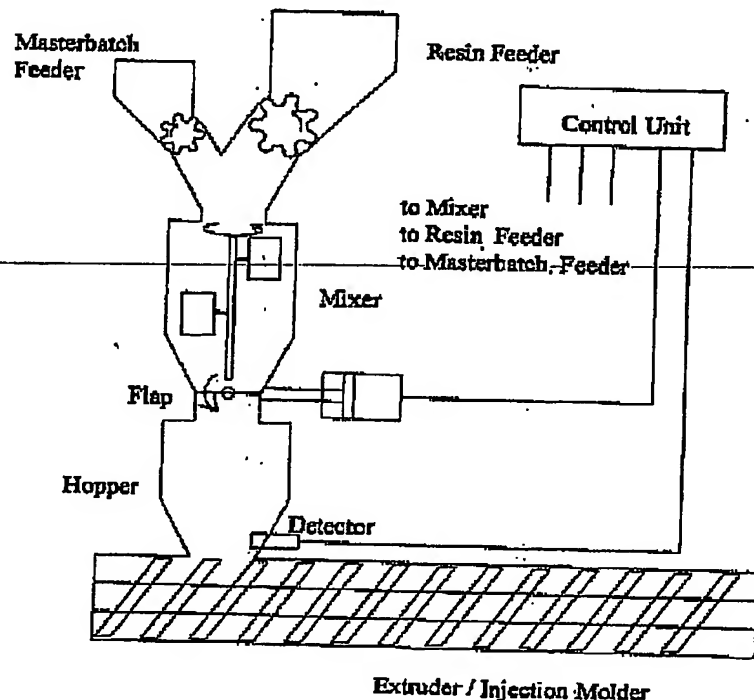 Masterbatch
Feeder
Resin Feeder
Control Unit
to Mixer
to Resin Feeder
to Masterbatch Feeder
Mixer
Flap
Hopper
Detector
Extruder / Injection Molder